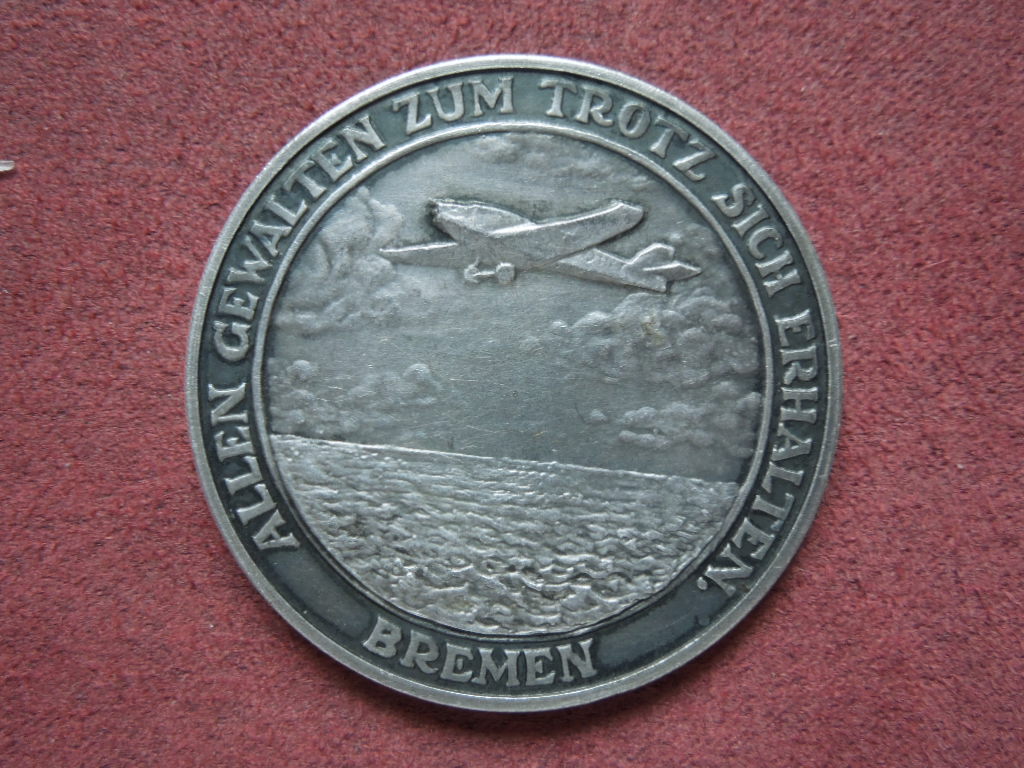 ALLEN GEWALTEN ZUM TROTZ SICH ERHALTEN.
BREMEN